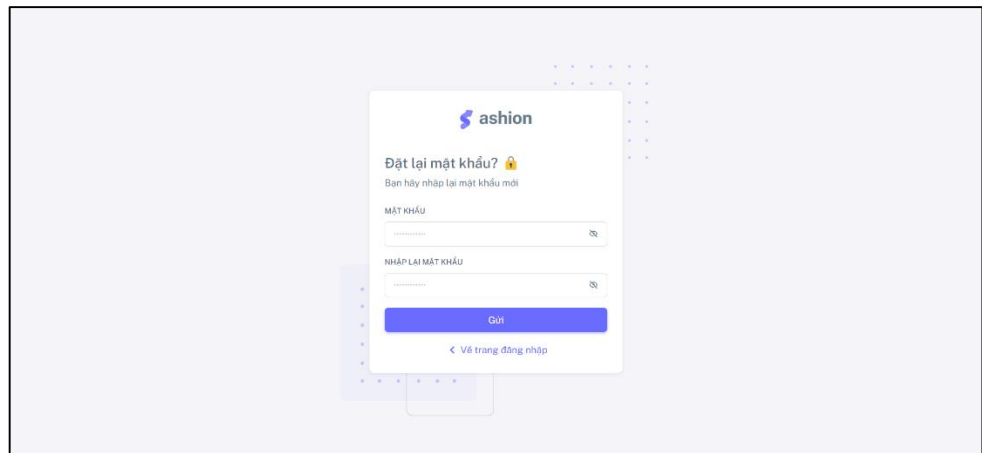 ashion
Đặt lại mật khẩu? 🔒
Bạn hãy nhập lại mật khẩu mới
MẬT KHẨU
············
NHẬP LẠI MẬT KHẨU
············
Gửi
Về trang đăng nhập